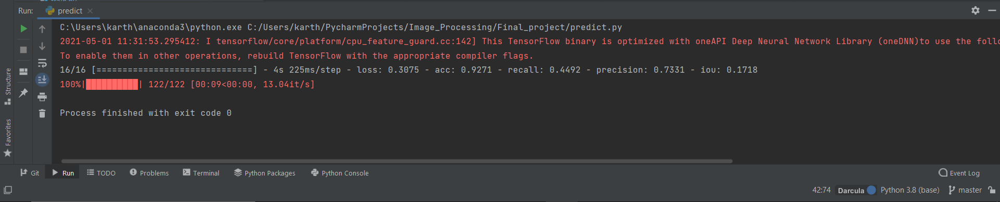 train.py
Run: predict
C:\Users\karth\anaconda3\python.exe C:/Users/karth/PycharmProjects/Image_Processing/Final_project/predict.py
2021-05-01 11:31:53.295412: I tensorflow/core/platform/cpu_feature_guard.cc:142] This TensorFlow binary is optimized with oneAPI Deep Neural Network Library (oneDNN)to use the follo
To enable them in other operations, rebuild TensorFlow with the appropriate compiler flags.
16/16 [==============================] - 4s 225ms/step - loss: 0.3075 - acc: 0.9271 - recall: 0.4492 - precision: 0.7331 - iou: 0.1718
100%|██████████| 122/122 [00:09<00:00, 13.04it/s]
Process finished with exit code 0
Structure
Favorites
Git Run TODO Problems Terminal Python Packages Python Console Event Log
42:74 Darcula Python 3.8 (base) master